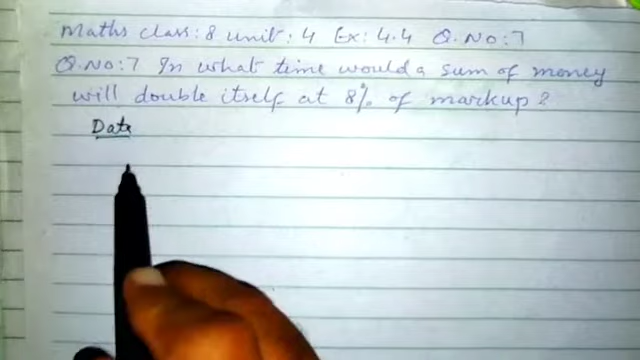 Maths class: 8 unit: 4 Ex: 4.4 Q. No: 7
Q. No: 7 In what time would a sum of money
will double itself at 8% of markup?
Data